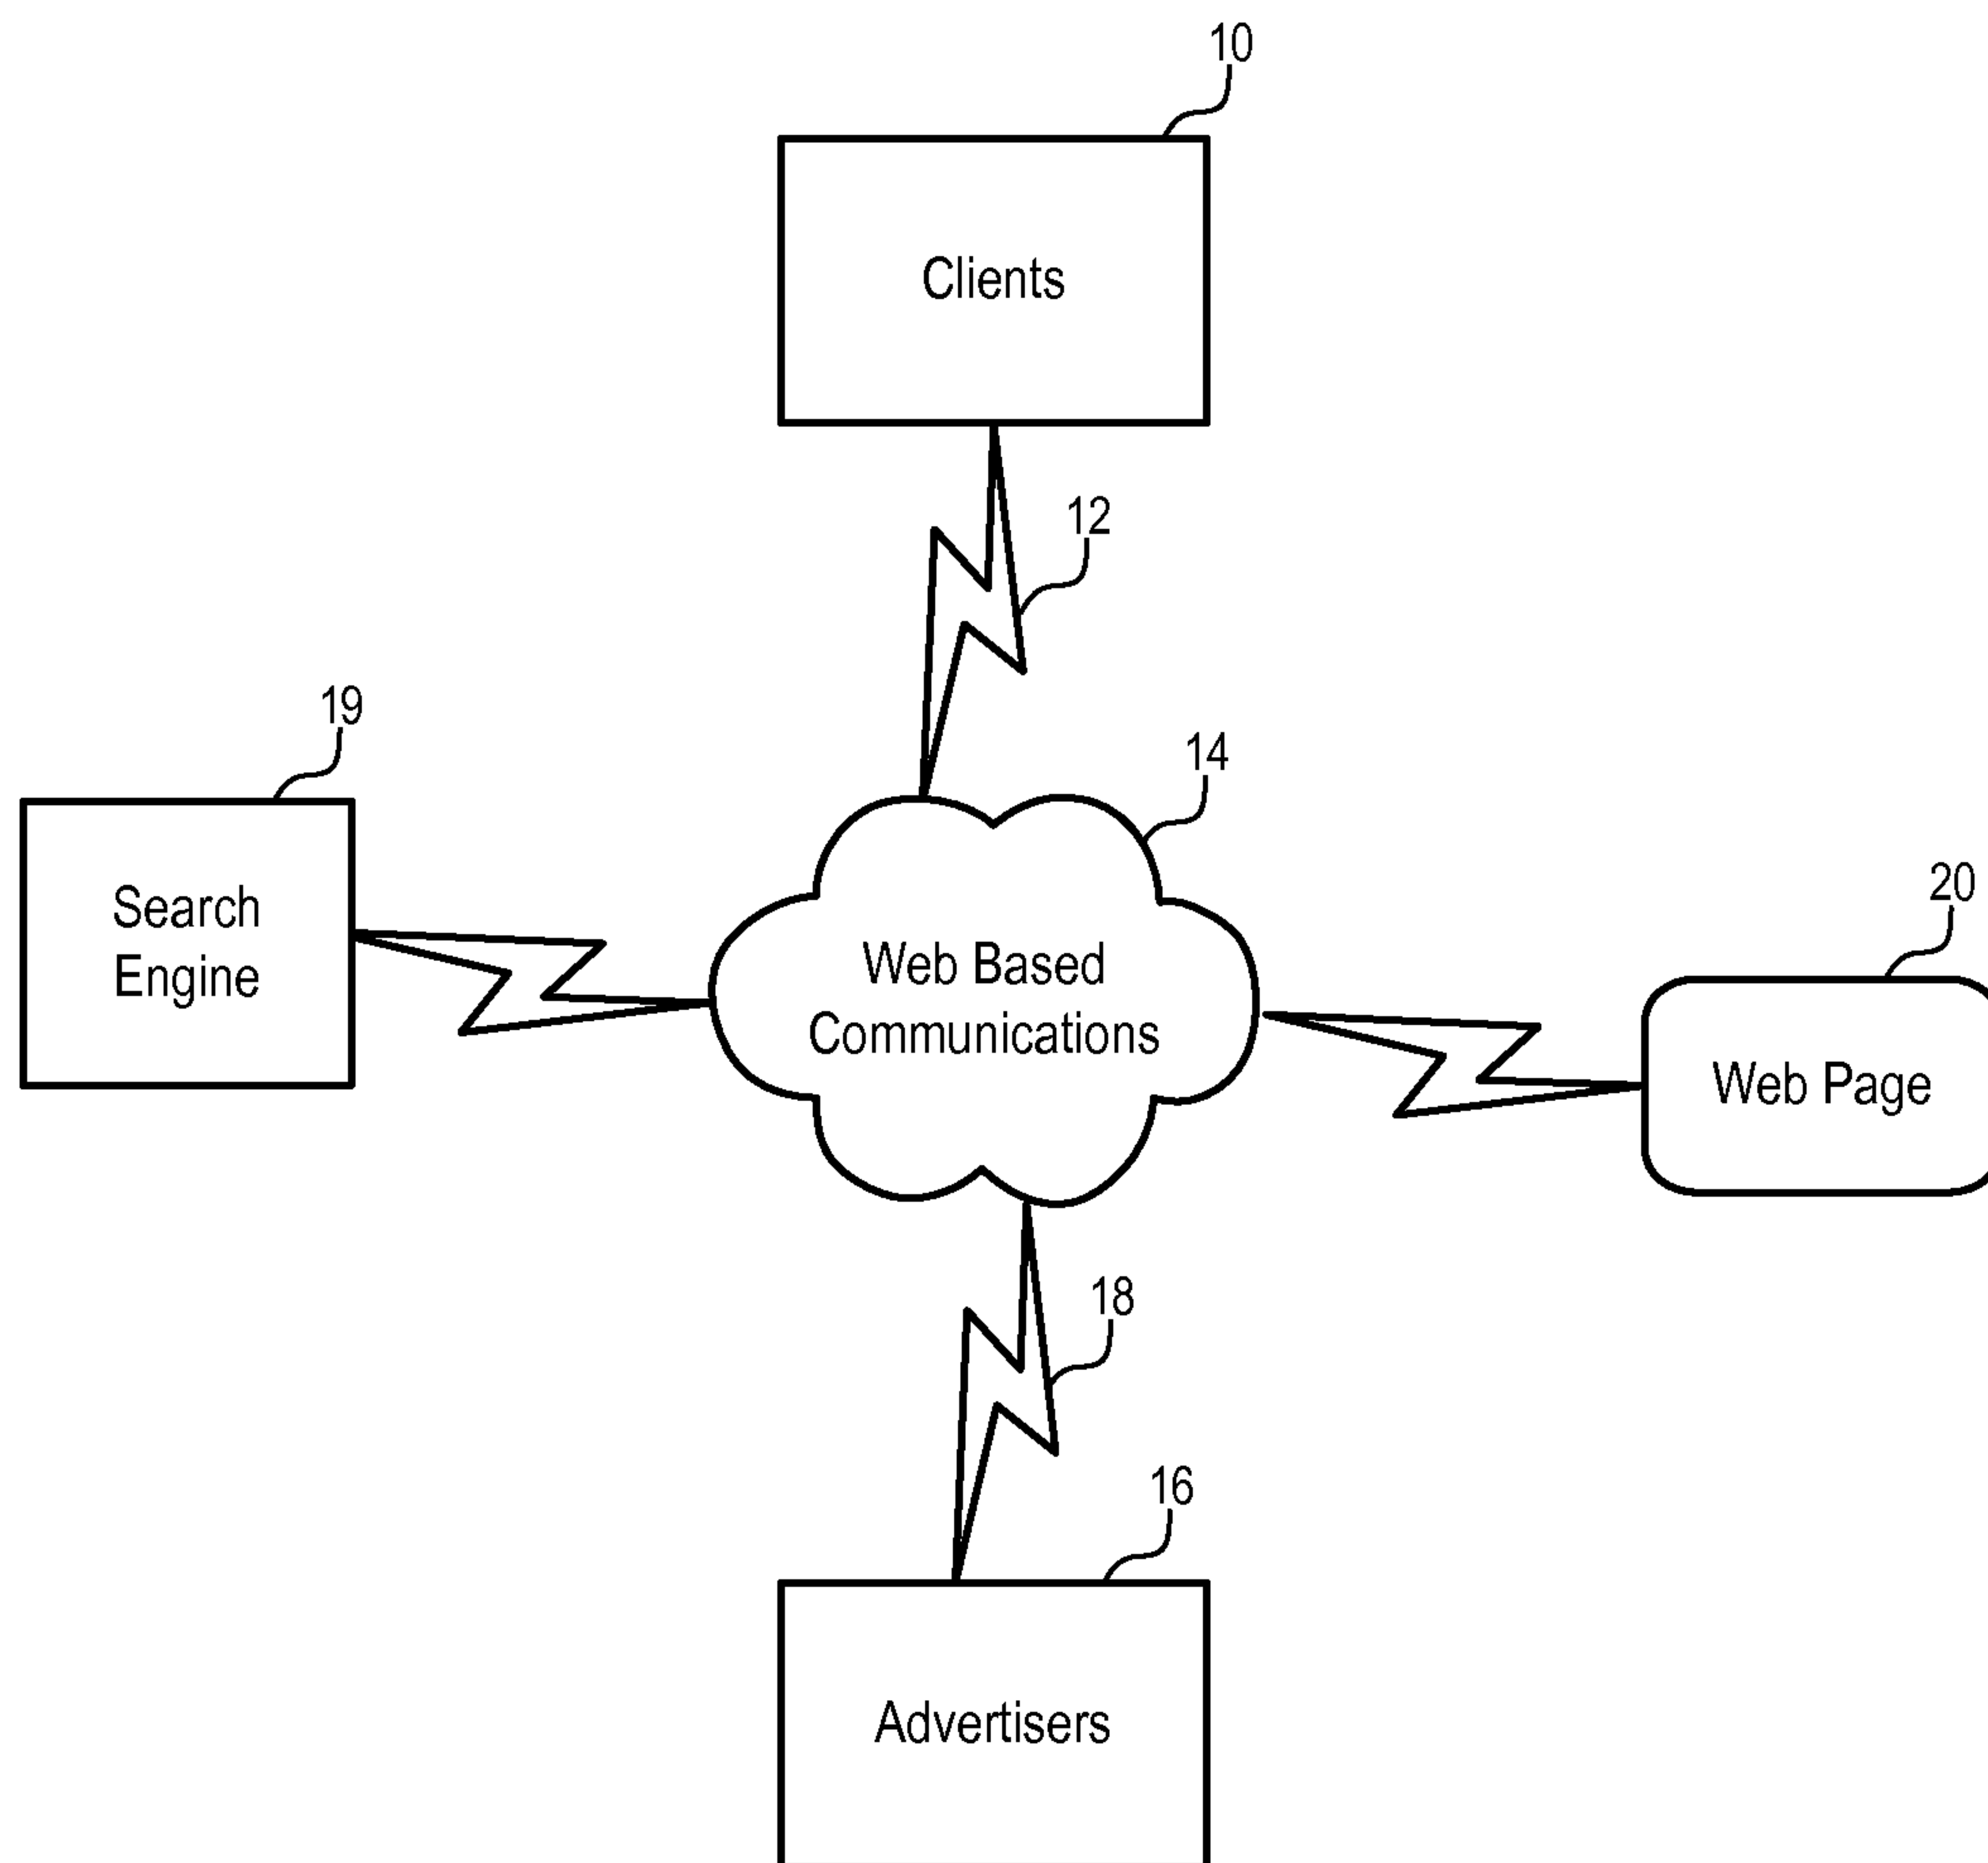 10
Clients
12
19
14
Search
Engine
Web Based
Communications
20
Web Page
18
16
Advertisers